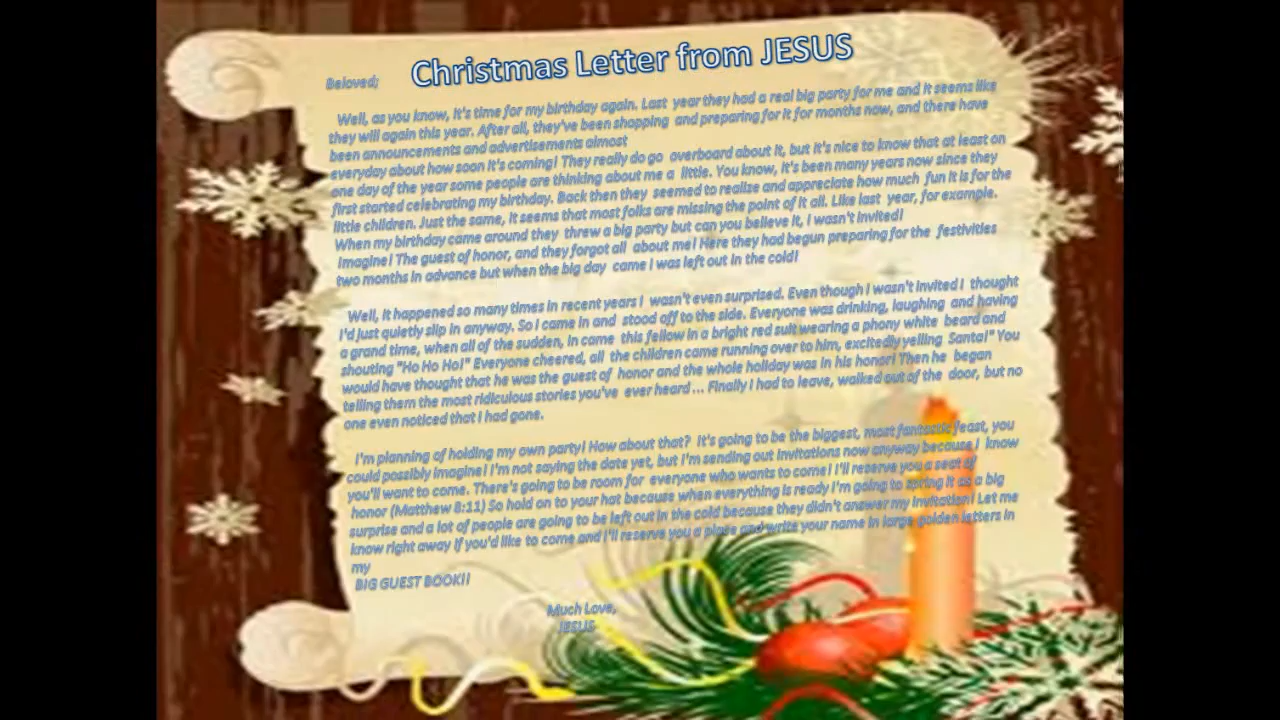 Christmas Letter from JESUS
Beloved;
Well, as you know, it's time for my birthday again. Last year they had a real big party for me and it seems like
they will again this year. After all, they've been shopping and preparing for it for months now, and there have
been announcements and advertisements almost
everyday about how soon it's coming! They really do go overboard about it, but it's nice to know that at least on
one day of the year some people are thinking about me a little. You know, it's been many years now since they
first started celebrating my birthday. Back then they seemed to realize and appreciate how much fun it is for the
little children. Just the same, it seems that most folks are missing the point of it all. Like last year, for example.
When my birthday came around they threw a big party but can you believe it, I wasn't invited!
Imagine! The guest of honor, and they forgot all about me! Here they had begun preparing for the festivities
two months in advance but when the big day came I was left out in the cold!
Well, it happened so many times in recent years I wasn't even surprised. Even though I wasn't invited I thought
I'd just quietly slip in anyway. So I came in and stood off to the side. Everyone was drinking, laughing and having
a grand time, when all of the sudden, in came this fellow in a bright red suit wearing a phony white beard and
shouting "Ho Ho Ho!" Everyone cheered, all the children came running over to him, excitedly yelling Santa!" You
would have thought that he was the guest of honor and the whole holiday was in his honor! Then he began
telling them the most ridiculous stories you've ever heard ... Finally I had to leave, walked out of the door, but no
one even noticed that I had gone.
I'm planning of holding my own party! How about that? It's going to be the biggest, most fantastic feast, you
could possibly imagine! I'm not saying the date yet, but I'm sending out invitations now anyway because I know
you'll want to come. There's going to be room for everyone who wants to come! I'll reserve you a seat of
honor (Matthew 8:11) So hold on to your hat because when everything is ready I'm going to spring it as a big
surprise and a lot of people are going to be left out in the cold because they didn't answer my invitation! Let me
know right away if you'd like to come and I'll reserve you a place and write your name in large golden letters in
my
BIG GUEST BOOK!!
Much Love,
JESUS